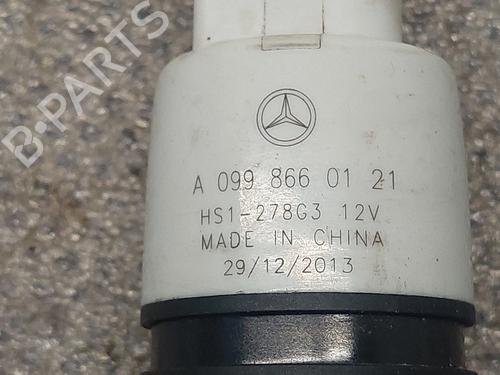 B-PARTS
A 099 866 01 21
HS1-278G3 12V
MADE IN CHINA
29/12/2013